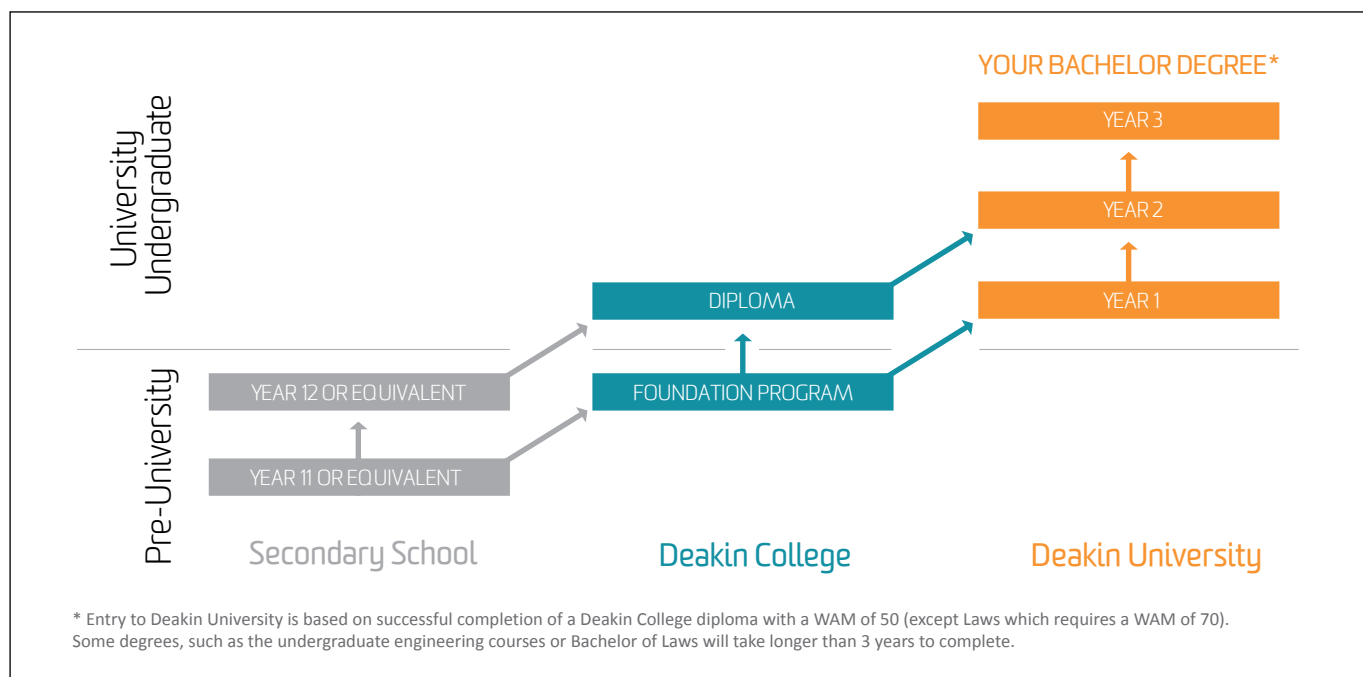 YOUR BACHELOR DEGREE*
YEAR 3
University
Undergraduate
YEAR 2
DIPLOMA
YEAR 1
Pre-University
YEAR 12 OR EQUIVALENT
FOUNDATION PROGRAM
YEAR 11 OR EQUIVALENT
Secondary School
Deakin College
Deakin University
* Entry to Deakin University is based on successful completion of a Deakin College diploma with a WAM of 50 (except Laws which requires a WAM of 70).
Some degrees, such as the undergraduate engineering courses or Bachelor of Laws will take longer than 3 years to complete.